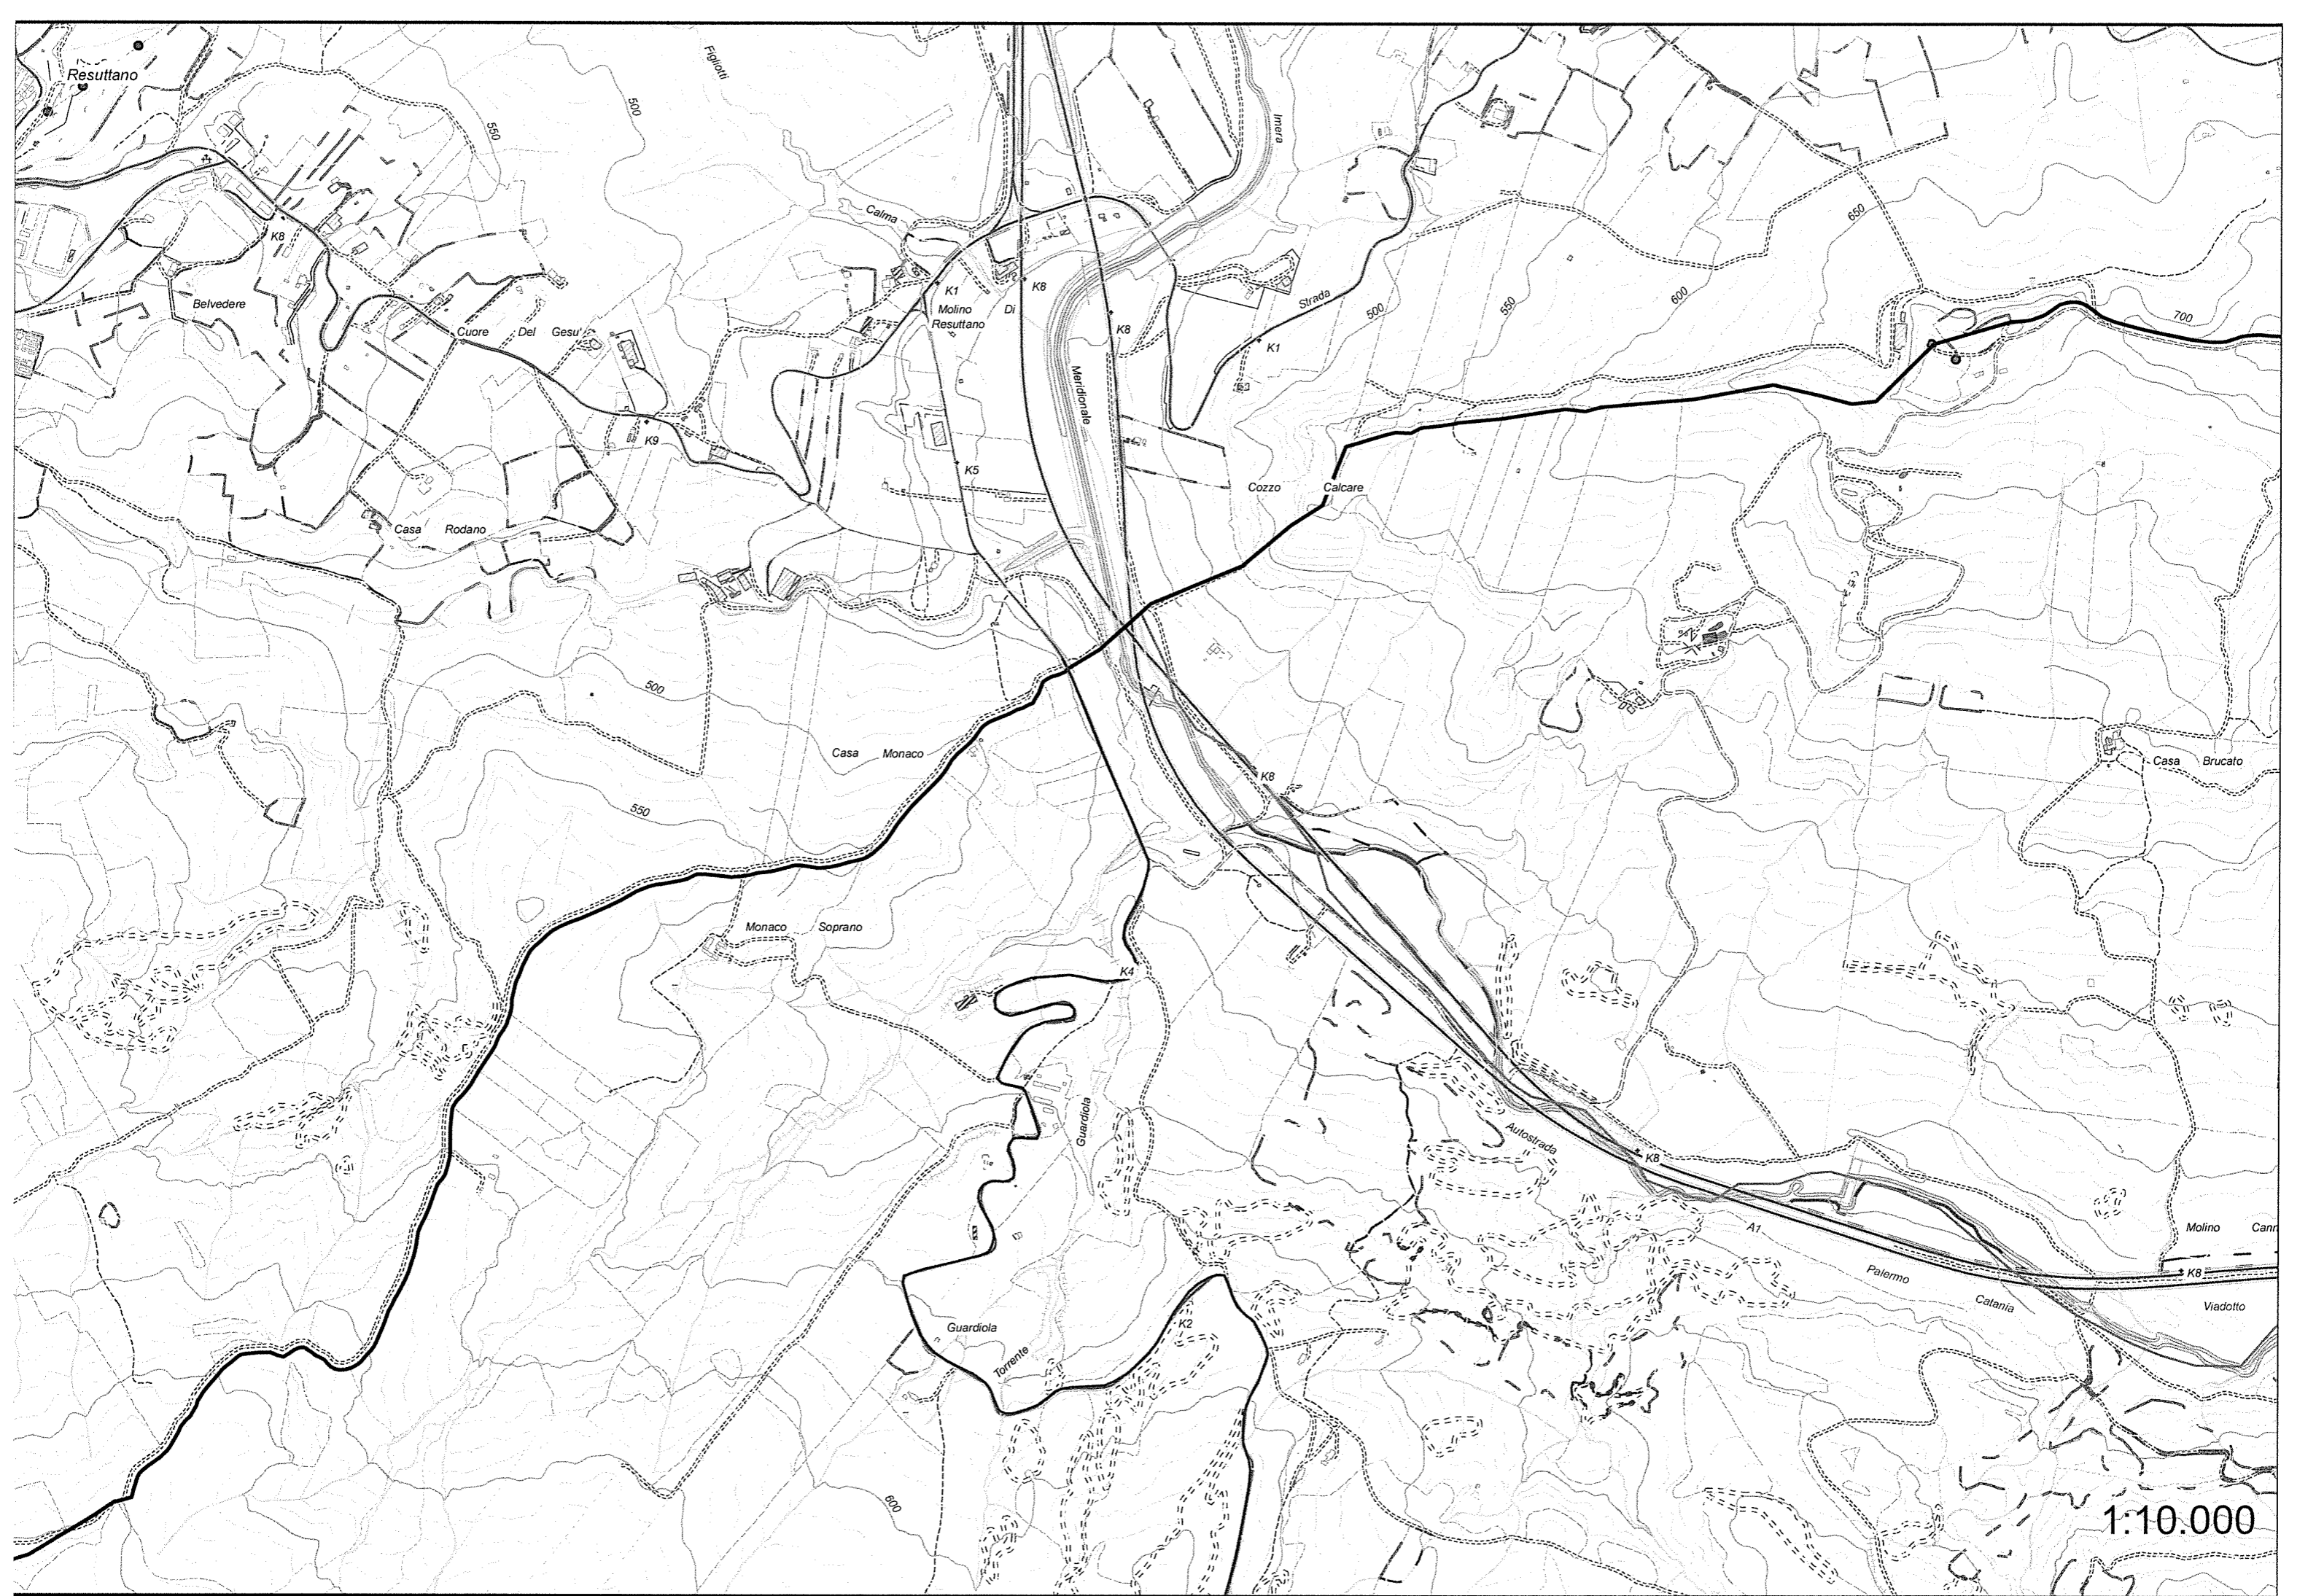 Resuttano
Figliotti
500
550
Imera
650
Calma
K8
K1
K8
Molino Di
Resuttano
Belvedere
Cuore Del Gesu'
K8
Strada
K1
500
550
600
700
Meridionale
K9
K5
Cozzo Calcare
Casa Rodano
500
Casa Monaco
K8
Casa Brucato
550
Monaco Soprano
K4
Guardiola
Autostrada
K8
A1
Molino Cann
Palermo
K8
Catania
Viadotto
Guardiola
K2
Torrente
600
1:10.000